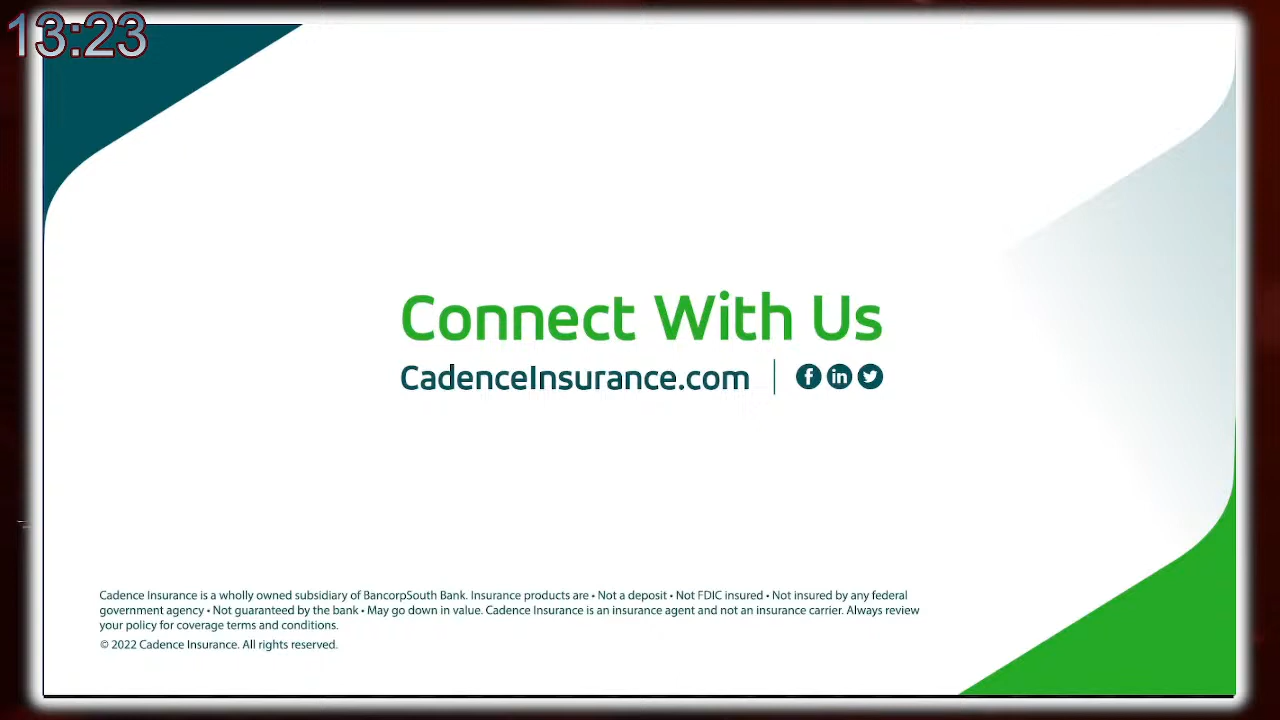 13:23
Connect With Us
CadenceInsurance.com
Cadence Insurance is a wholly owned subsidiary of BancorpSouth Bank. Insurance products are • Not a deposit • Not FDIC insured • Not insured by any federal
government agency • Not guaranteed by the bank • May go down in value. Cadence Insurance is an insurance agent and not an insurance carrier. Always review
your policy for coverage terms and conditions.
© 2022 Cadence Insurance. All rights reserved.